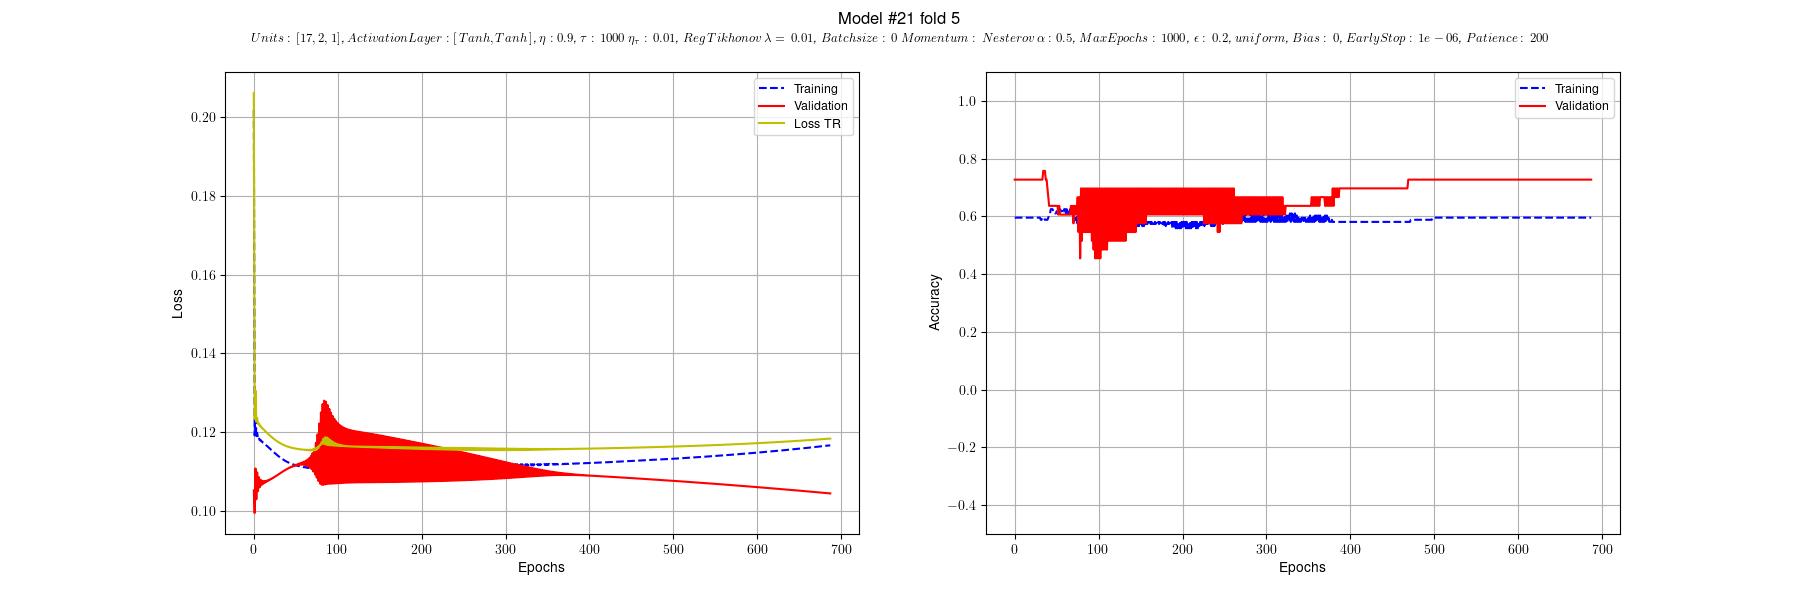 Model #21 fold 5
Units : [17, 2, 1], ActivationLayer : [Tanh, Tanh], η : 0.9, τ : 1000 η_τ : 0.01, RegTikhonov λ = 0.01, Batchsize : 0 Momentum : Nesterov α : 0.5, MaxEpochs : 1000, ϵ : 0.2, uniform, Bias : 0, EarlyStop : 1e − 06, Patience : 200
Training
Validation
Loss TR
0.20
0.18
0.16
0.14
0.12
0.10
Loss
0 100 200 300 400 500 600 700
Epochs
Training
Validation
1.0
0.8
0.6
0.4
0.2
0.0
−0.2
−0.4
Accuracy
0 100 200 300 400 500 600 700
Epochs